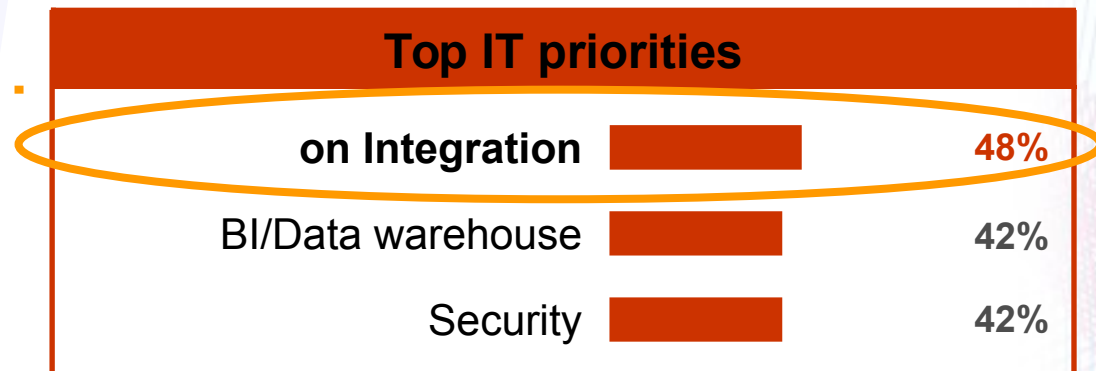 Top IT priorities
on Integration 48%
BI/Data warehouse 42%
Security 42%